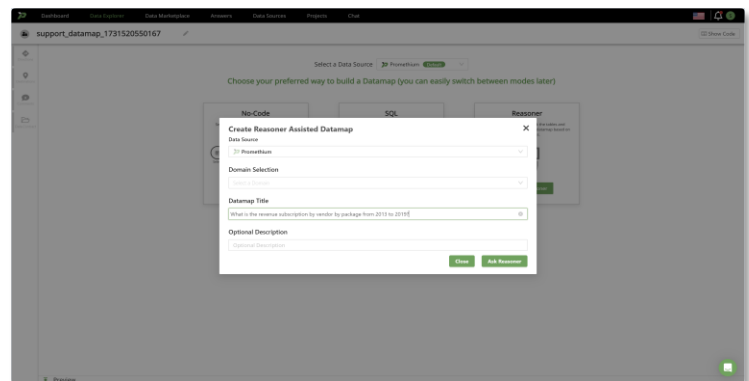 Dashboard Data Explorer Data Marketplace Answers Data Sources Projects Chat
support_datamap_1731520550167
Show Code
Select a Data Source Promethium Default
Choose your preferred way to build a Datamap (you can easily switch between modes later)
No-Code SQL Reasoner
Create Reasoner Assisted Datamap
Data Source
Promethium
Domain Selection
Select Domain
Datamap Title
What is the revenue subscription by vendor by package from 2013 to 2019?
Optional Description
Optional Description
Close Ask Reasoner
Preview